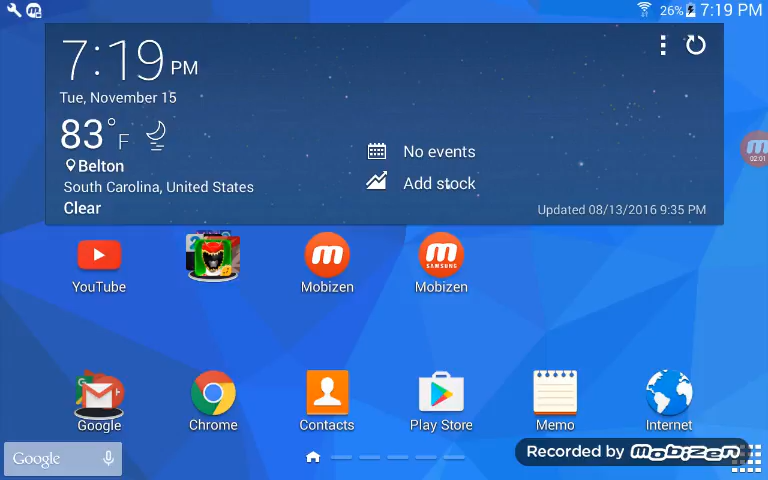 26% 7:19 PM
7:19 PM
Tue, November 15
83°F
Belton
South Carolina, United States
Clear
No events
Add stock
Updated 08/13/2016 9:35 PM
m
02:01
YouTube
m
Mobizen
m
SAMSUNG
Mobizen
Google
Chrome
Contacts
Play Store
Memo
Internet
Google
Recorded by Mobizen